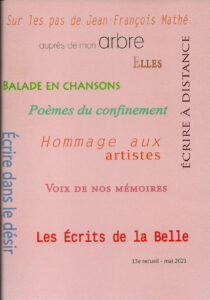 Sur les pas de Jean-François Mathé
auprès de mon arbre
Elles
Balade en chansons
Poèmes du confinement
Écrire à distance
Hommage aux
artistes
Écrire dans le désir
Voix de nos mémoires
Les Écrits de la Belle
13e recueil - mai 2021